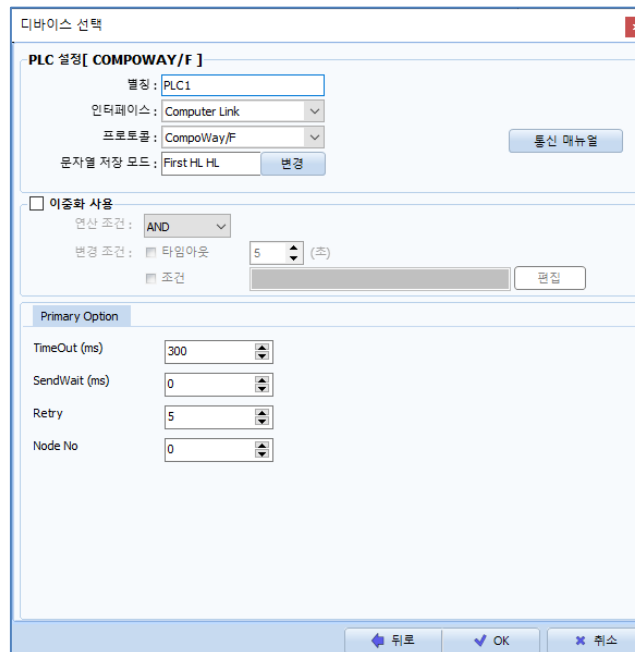 디바이스 선택
PLC 설정[ COMPOWAY/F ]
별칭 : PLC1
인터페이스 : Computer Link
프로토콜 : CompoWay/F
통신 매뉴얼
문자열 저장 모드 : First HL HL 변경
이중화 사용
연산 조건 : AND
변경 조건 : 타임아웃 5 (초)
조건 편집
Primary Option
TimeOut (ms) 300
SendWait (ms) 0
Retry 5
Node No 0
뒤로 OK 취소